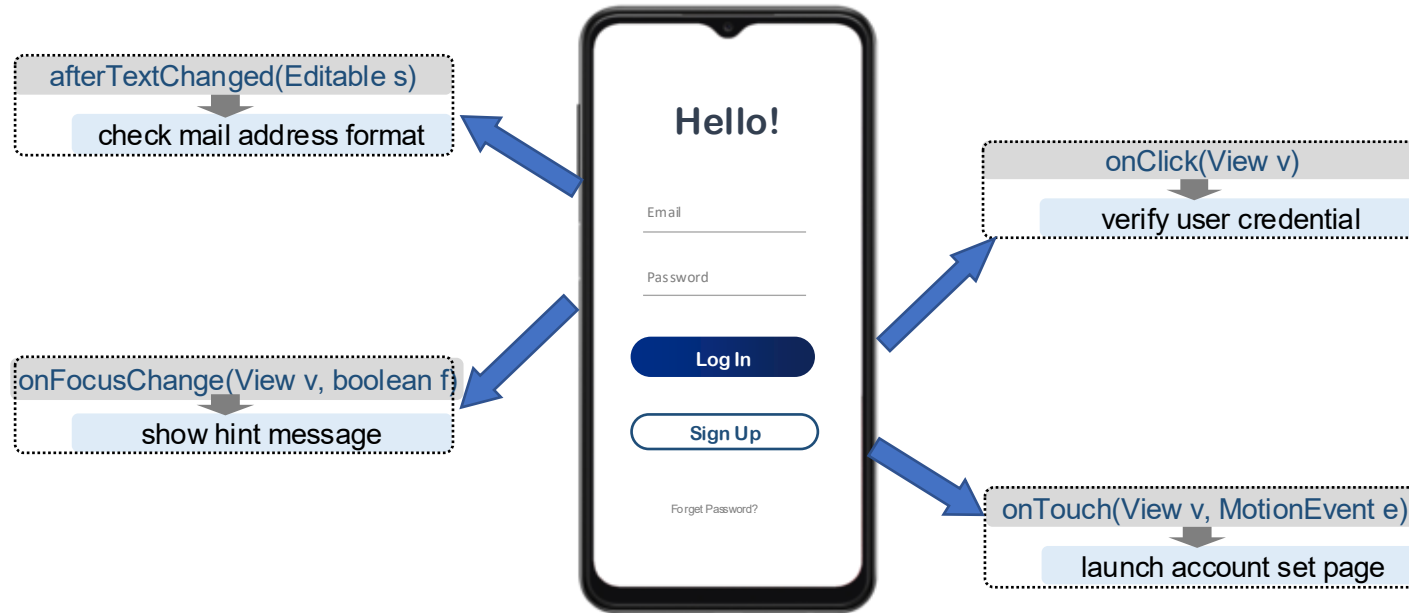 afterTextChanged(Editable s)
check mail address format
onFocusChange(View v, boolean f)
show hint message
Hello!
Email
Password
Log In
Sign Up
Forget Password?
onClick(View v)
verify user credential
onTouch(View v, MotionEvent e)
launch account set page